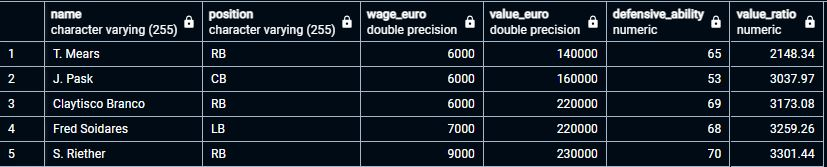 name position wage_euro value_euro defensive_ability value_ratio
character varying (255) character varying (255) double precision double precision numeric numeric
1 T. Mears RB 6000 140000 65 2148.34
2 J. Pask CB 6000 160000 53 3037.97
3 Claytisco Branco RB 6000 220000 69 3173.08
4 Fred Soidares LB 7000 220000 68 3259.26
5 S. Riether RB 9000 230000 70 3301.44